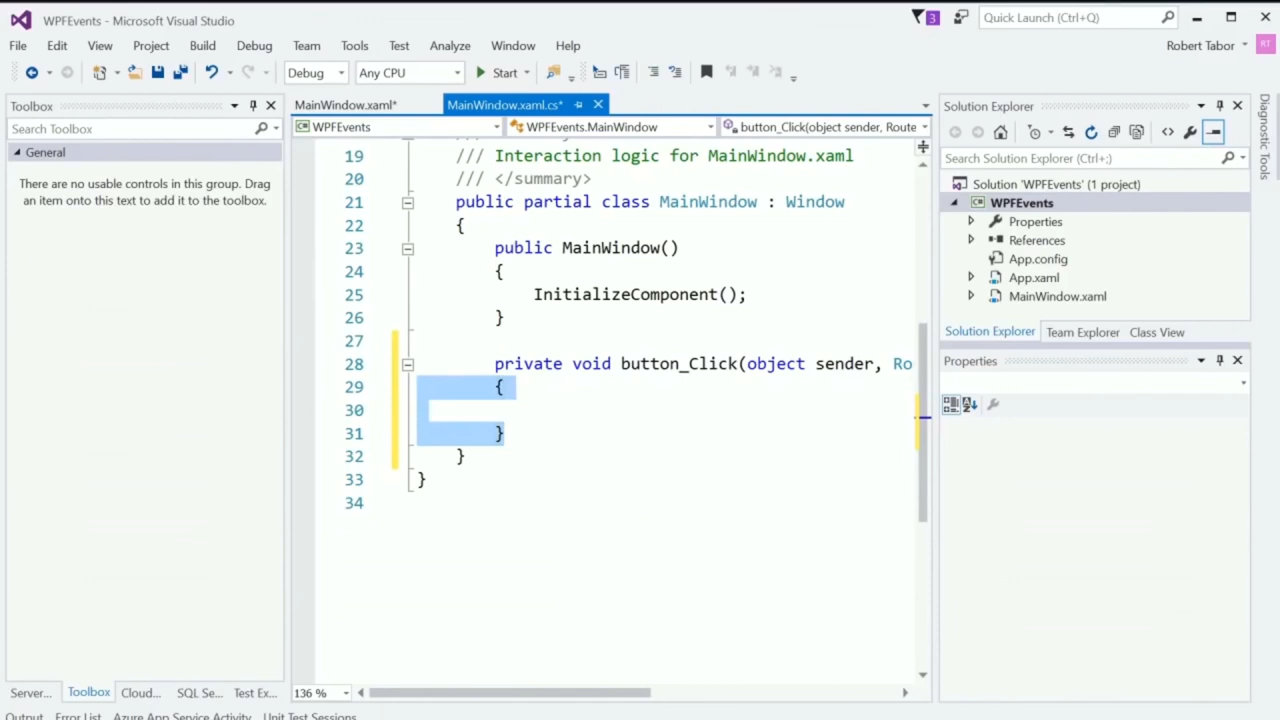 WPFEvents - Microsoft Visual Studio
3
Quick Launch (Ctrl+Q)
File Edit View Project Build Debug Team Tools Test Analyze Window Help
Robert Tabor
RT
Debug
Any CPU
Start
Toolbox
Search Toolbox
General
There are no usable controls in this group. Drag
an item onto this text to add it to the toolbox.
Server... Toolbox Cloud... SQL Se... Test Ex...
MainWindow.xaml* MainWindow.xaml.cs*
WPFEvents WPFEvents.MainWindow button_Click(object sender, Route
19 /// Interaction logic for MainWindow.xaml
20 /// </summary>
21 public partial class MainWindow : Window
22 {
23 public MainWindow()
24 {
25 InitializeComponent();
26 }
27
28 private void button_Click(object sender, Ro
29 {
30
31 }
32 }
33 }
34
136 %
Solution Explorer
Search Solution Explorer (Ctrl+;)
Solution 'WPFEvents' (1 project)
WPFEvents
Properties
References
App.config
App.xaml
MainWindow.xaml
Solution Explorer Team Explorer Class View
Properties
Diagnostic Tools
Output Error List Azure App Service Activity Unit Test Sessions